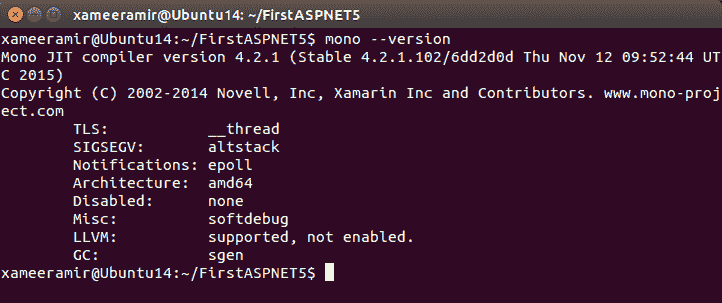 xameeramir@Ubuntu14: ~/FirstASPNET5
xameeramir@Ubuntu14:~/FirstASPNET5$ mono --version
Mono JIT compiler version 4.2.1 (Stable 4.2.1.102/6dd2d0d Thu Nov 12 09:52:44 UT
C 2015)
Copyright (C) 2002-2014 Novell, Inc, Xamarin Inc and Contributors. www.mono-proj
ect.com
TLS: __thread
SIGSEGV: altstack
Notifications: epoll
Architecture: amd64
Disabled: none
Misc: softdebug
LLVM: supported, not enabled.
GC: sgen
xameeramir@Ubuntu14:~/FirstASPNET5$